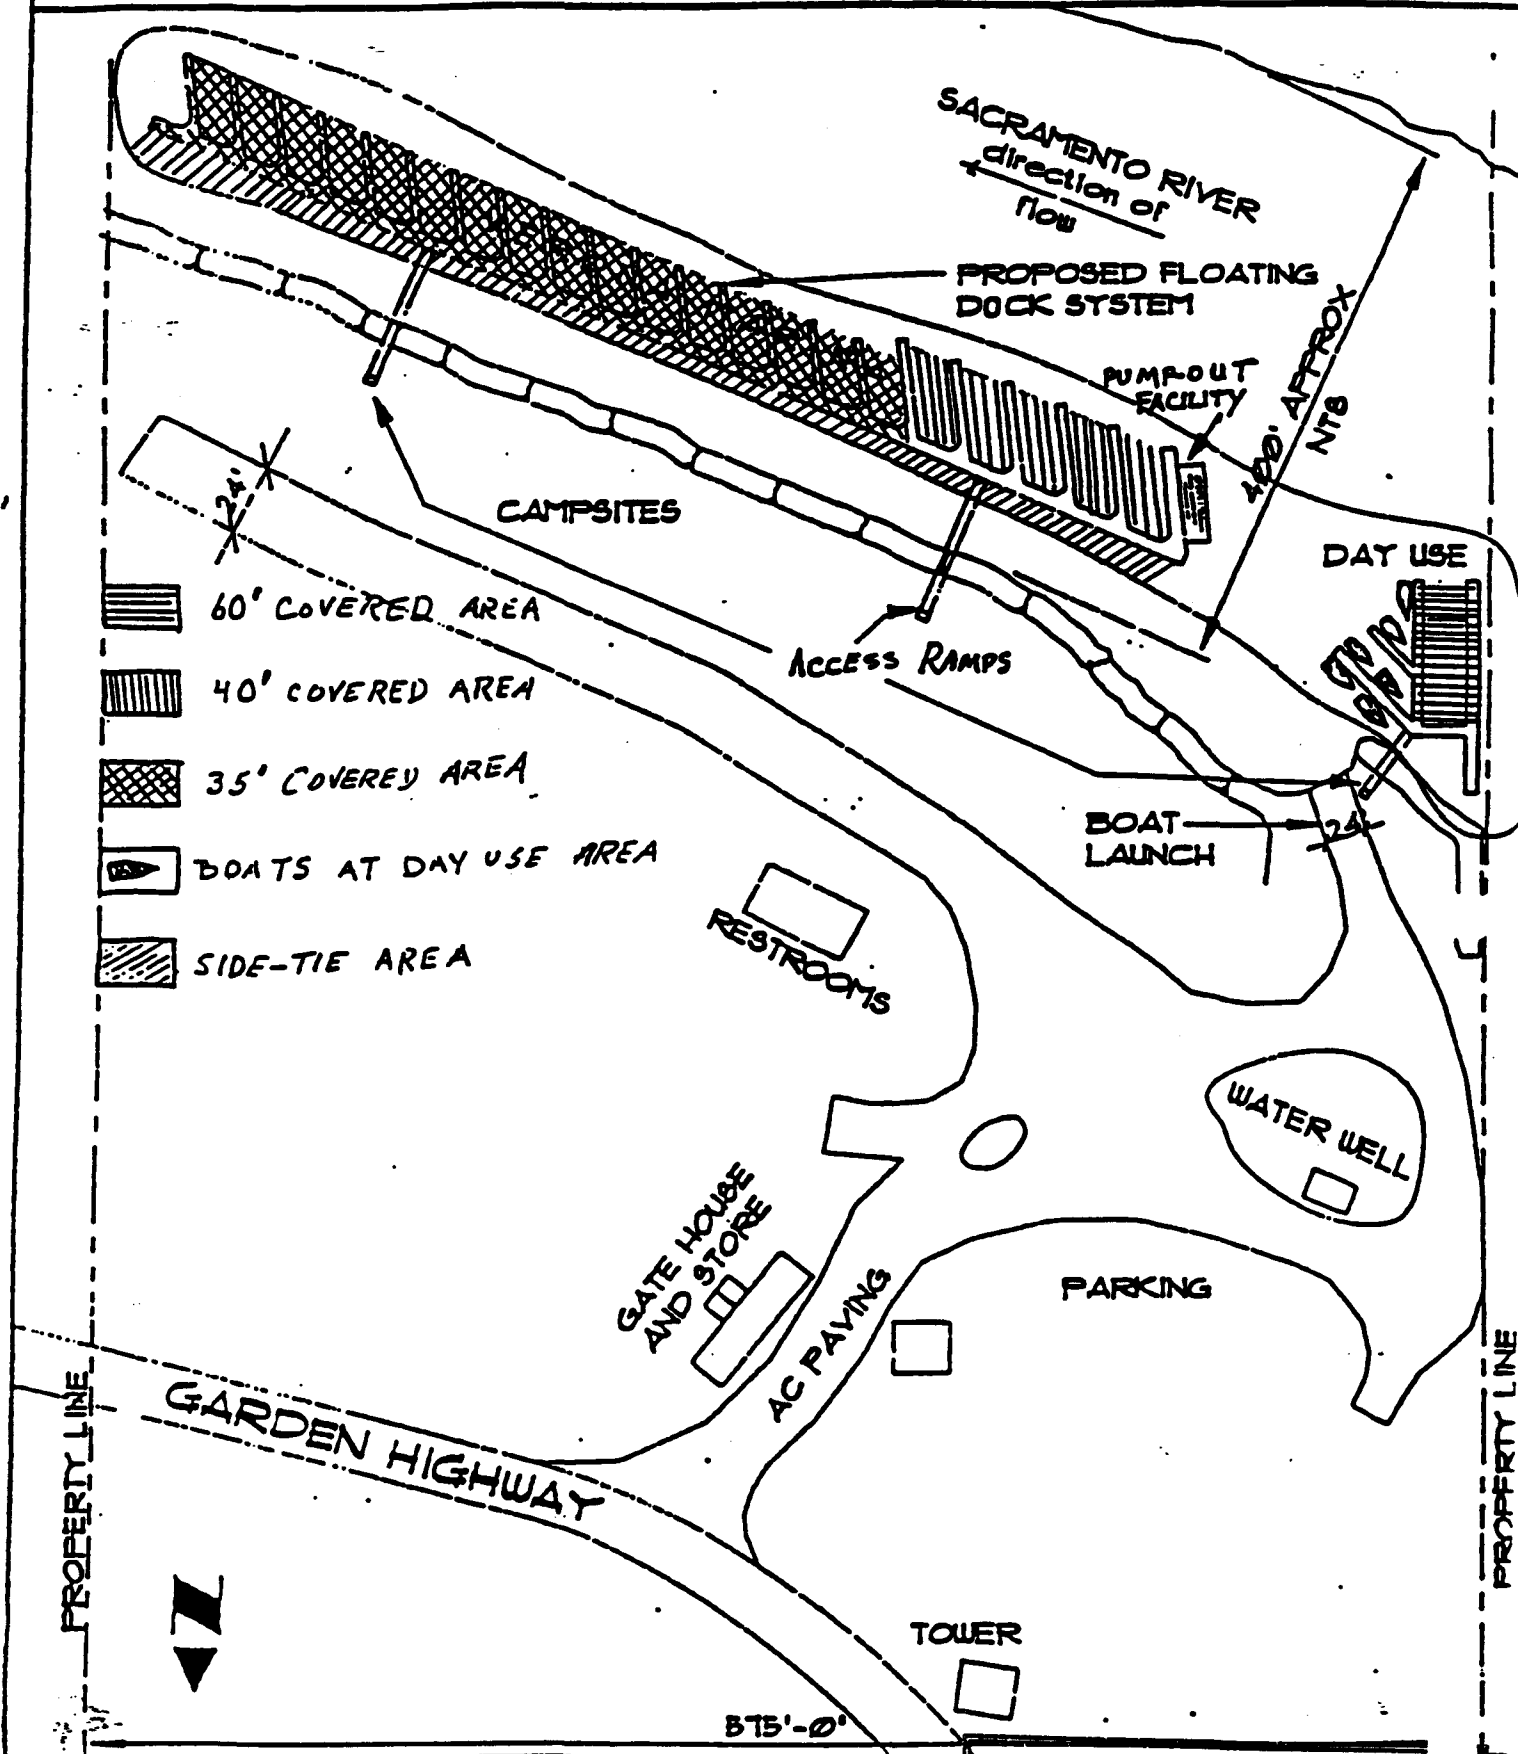 SACRAMENTO RIVER
direction of
flow
PROPOSED FLOATING
DOCK SYSTEM
PUMPOUT
FACILITY
400' APPROX
NTS
DAY USE
24'
CAMPSITES
60' COVERED AREA
ACCESS RAMPS
40' COVERED AREA
35' COVERED AREA
BOAT
LAUNCH
24'
BOATS AT DAY USE AREA
RESTROOMS
SIDE-TIE AREA
WATER WELL
GATE HOUSE
AND STORE
PARKING
AC PAVING
GARDEN HIGHWAY
PROPERTY LINE
PROPERTY LINE
N
TOWER
875'-0"